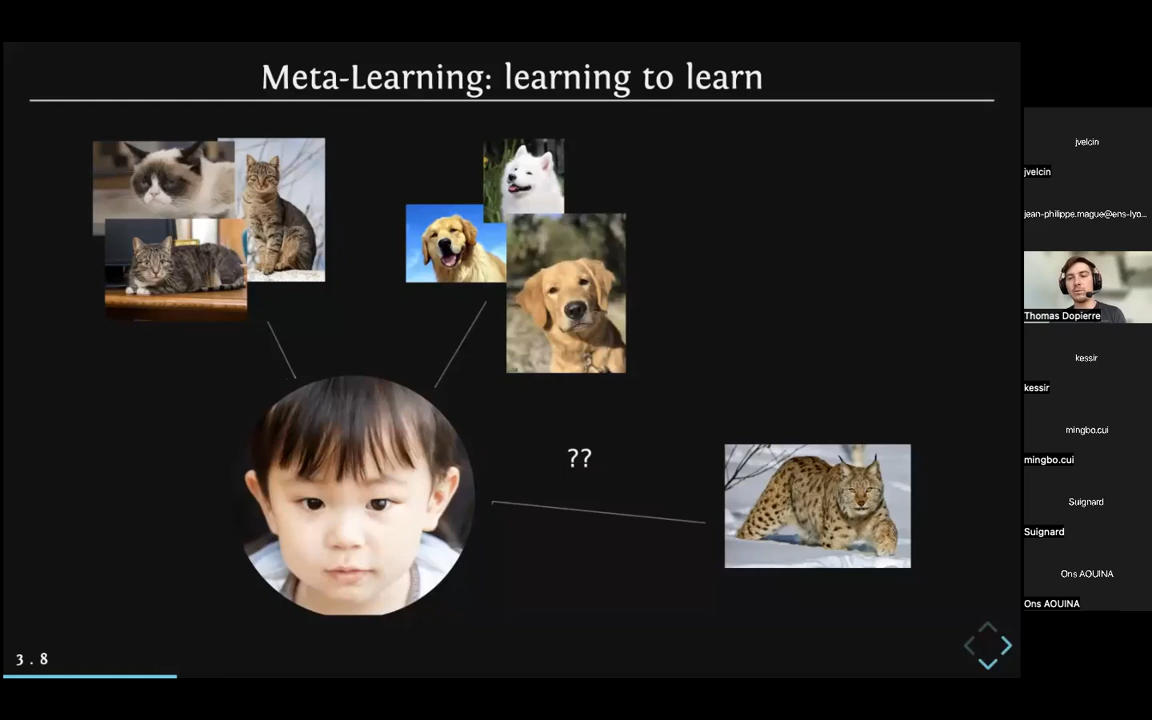 Meta-Learning: learning to learn
??
3 . 8
jvelcin
jvelcin
jean-philippe.mague@ens-lyo...
Thomas Dopierre
kessir
kessir
mingbo.cui
mingbo.cui
Suignard
Suignard
Ons AOUINA
Ons AOUINA